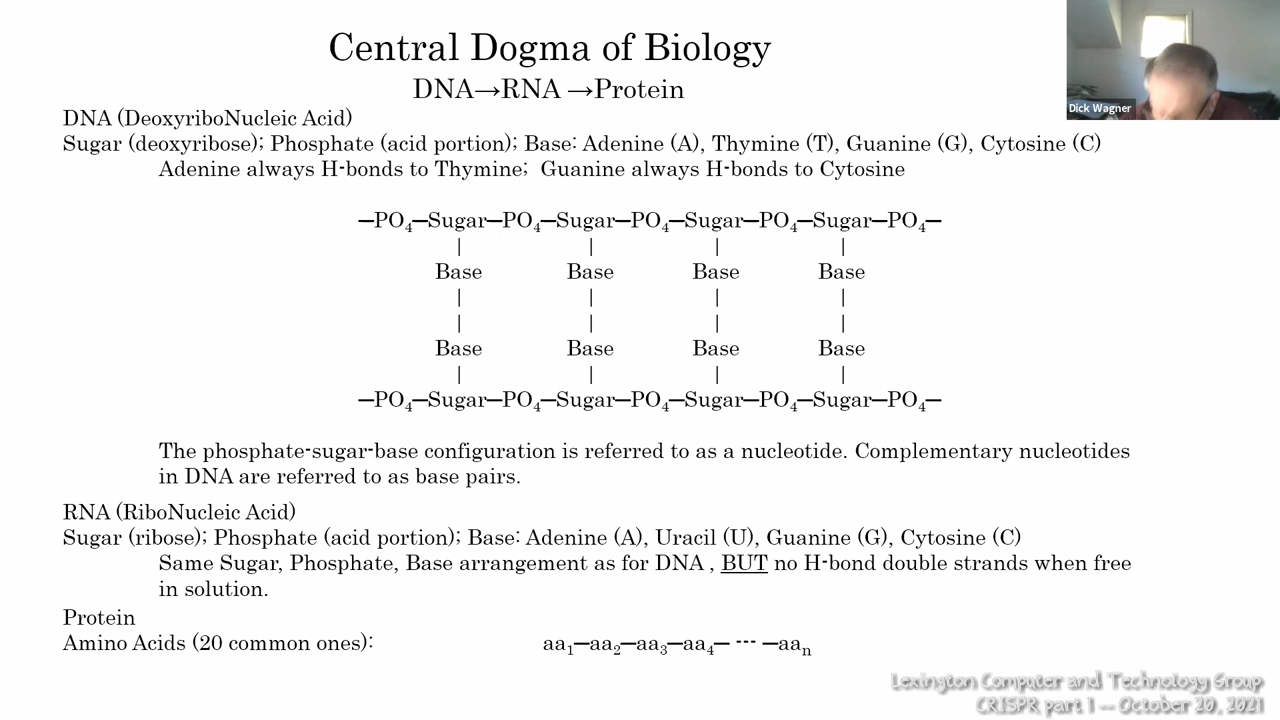 Central Dogma of Biology
DNA→RNA →Protein
Dick Wagner
DNA (DeoxyriboNucleic Acid)
Sugar (deoxyribose); Phosphate (acid portion); Base: Adenine (A), Thymine (T), Guanine (G), Cytosine (C)
Adenine always H-bonds to Thymine; Guanine always H-bonds to Cytosine
—PO₄—Sugar—PO₄—Sugar—PO₄—Sugar—PO₄—Sugar—PO₄—
| | | |
Base Base Base Base
| | | |
| | | |
Base Base Base Base
| | | |
—PO₄—Sugar—PO₄—Sugar—PO₄—Sugar—PO₄—Sugar—PO₄—
The phosphate-sugar-base configuration is referred to as a nucleotide. Complementary nucleotides
in DNA are referred to as base pairs.
RNA (RiboNucleic Acid)
Sugar (ribose); Phosphate (acid portion); Base: Adenine (A), Uracil (U), Guanine (G), Cytosine (C)
Same Sugar, Phosphate, Base arrangement as for DNA , BUT no H-bond double strands when free
in solution.
Protein
Amino Acids (20 common ones): aa₁—aa₂—aa₃—aa₄— --- —aaₙ
Lexington Computer and Technology Group
CRISPR part 1 -- October 20, 2021